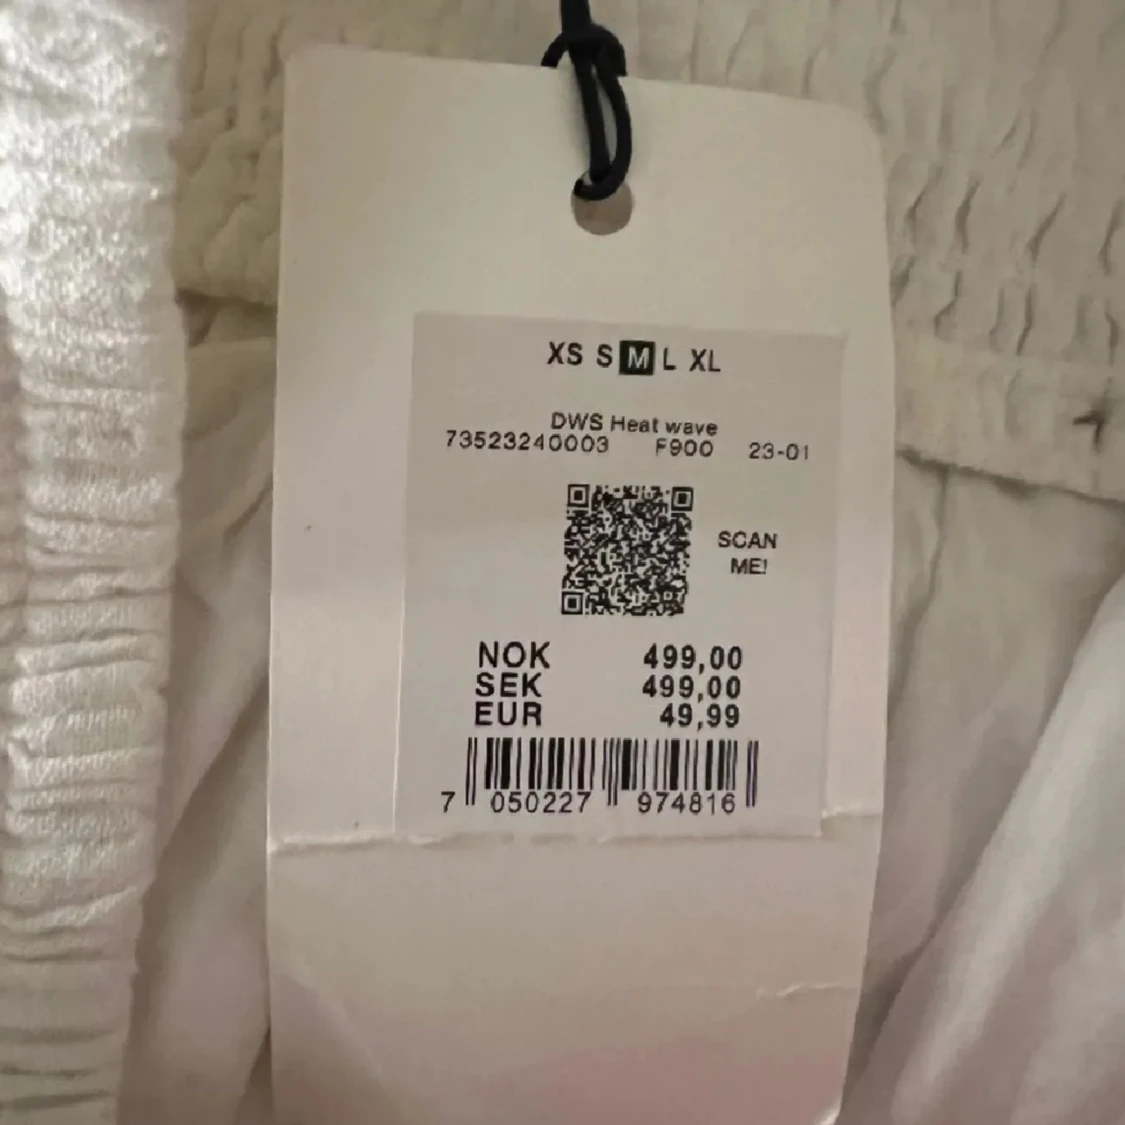 XS S M L XL
DWS Heat wave
73523240003 F900 23-01
SCAN
ME!
NOK 499,00
SEK 499,00
EUR 49,99
7 050227 974816